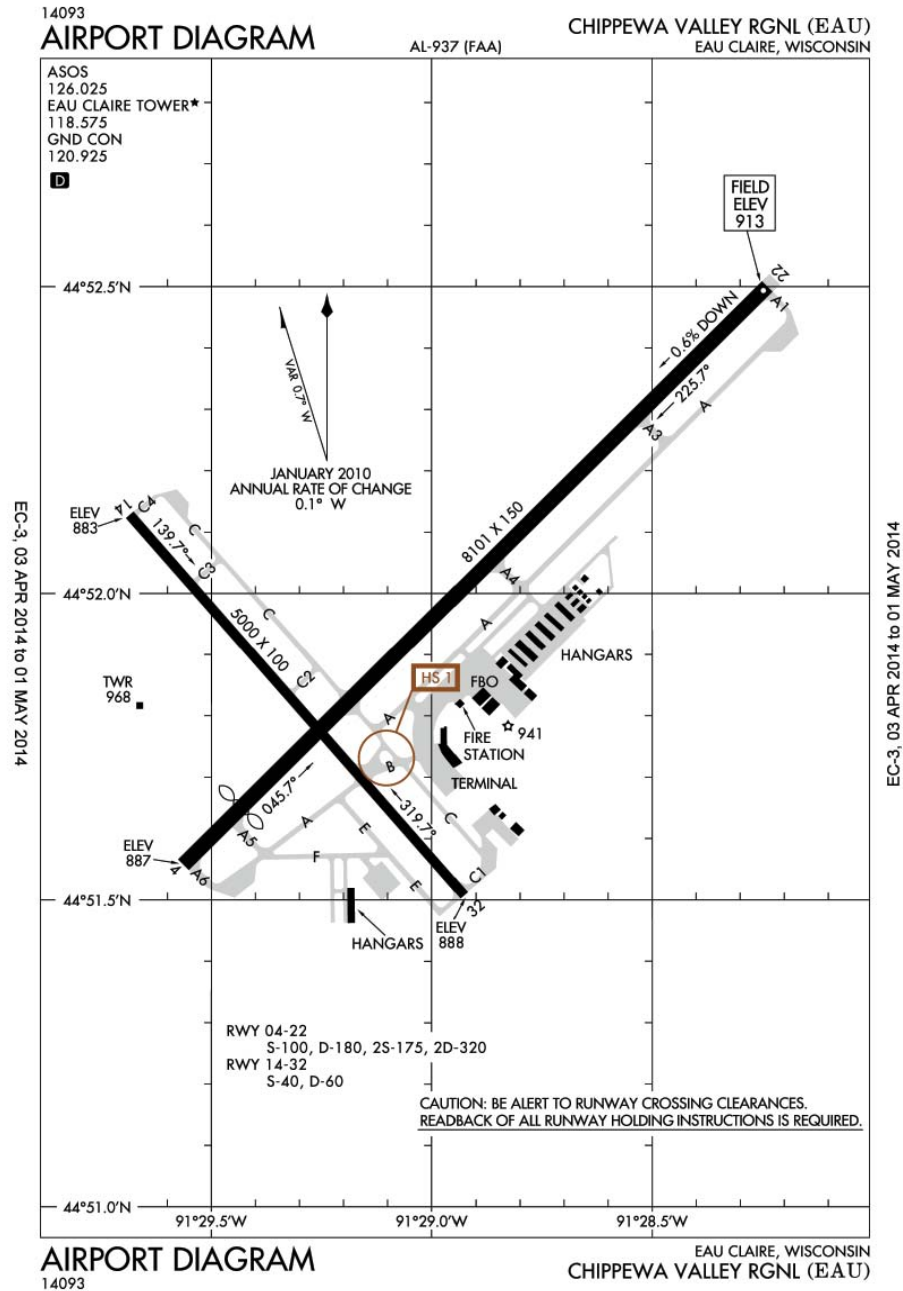 14093
AIRPORT DIAGRAM
AL-937 (FAA)
CHIPPEWA VALLEY RGNL (EAU)
EAU CLAIRE, WISCONSIN
ASOS
126.025
EAU CLAIRE TOWER★
118.575
GND CON
120.925
D
FIELD
ELEV
913
22
A1
44°52.5'N
0.6% DOWN
225.7°
A
A3
VAR 0.7° W
JANUARY 2010
ANNUAL RATE OF CHANGE
0.1° W
ELEV
883
14
C4
C
139.7°
C3
8101 X 150
A4
44°52.0'N
5000 X 100
C
A
HANGARS
C2
HS 1
FBO
TWR
968
A
941
FIRE
STATION
B
TERMINAL
045.7°
319.7°
C
A5
A
E
F
ELEV
887
4
A6
E
C1
32
44°51.5'N
ELEV
888
HANGARS
RWY 04-22
S-100, D-180, 2S-175, 2D-320
RWY 14-32
S-40, D-60
CAUTION: BE ALERT TO RUNWAY CROSSING CLEARANCES.
READBACK OF ALL RUNWAY HOLDING INSTRUCTIONS IS REQUIRED.
44°51.0'N
91°29.5'W
91°29.0'W
91°28.5'W
EC-3, 03 APR 2014 to 01 MAY 2014
EC-3, 03 APR 2014 to 01 MAY 2014
AIRPORT DIAGRAM
14093
EAU CLAIRE, WISCONSIN
CHIPPEWA VALLEY RGNL (EAU)